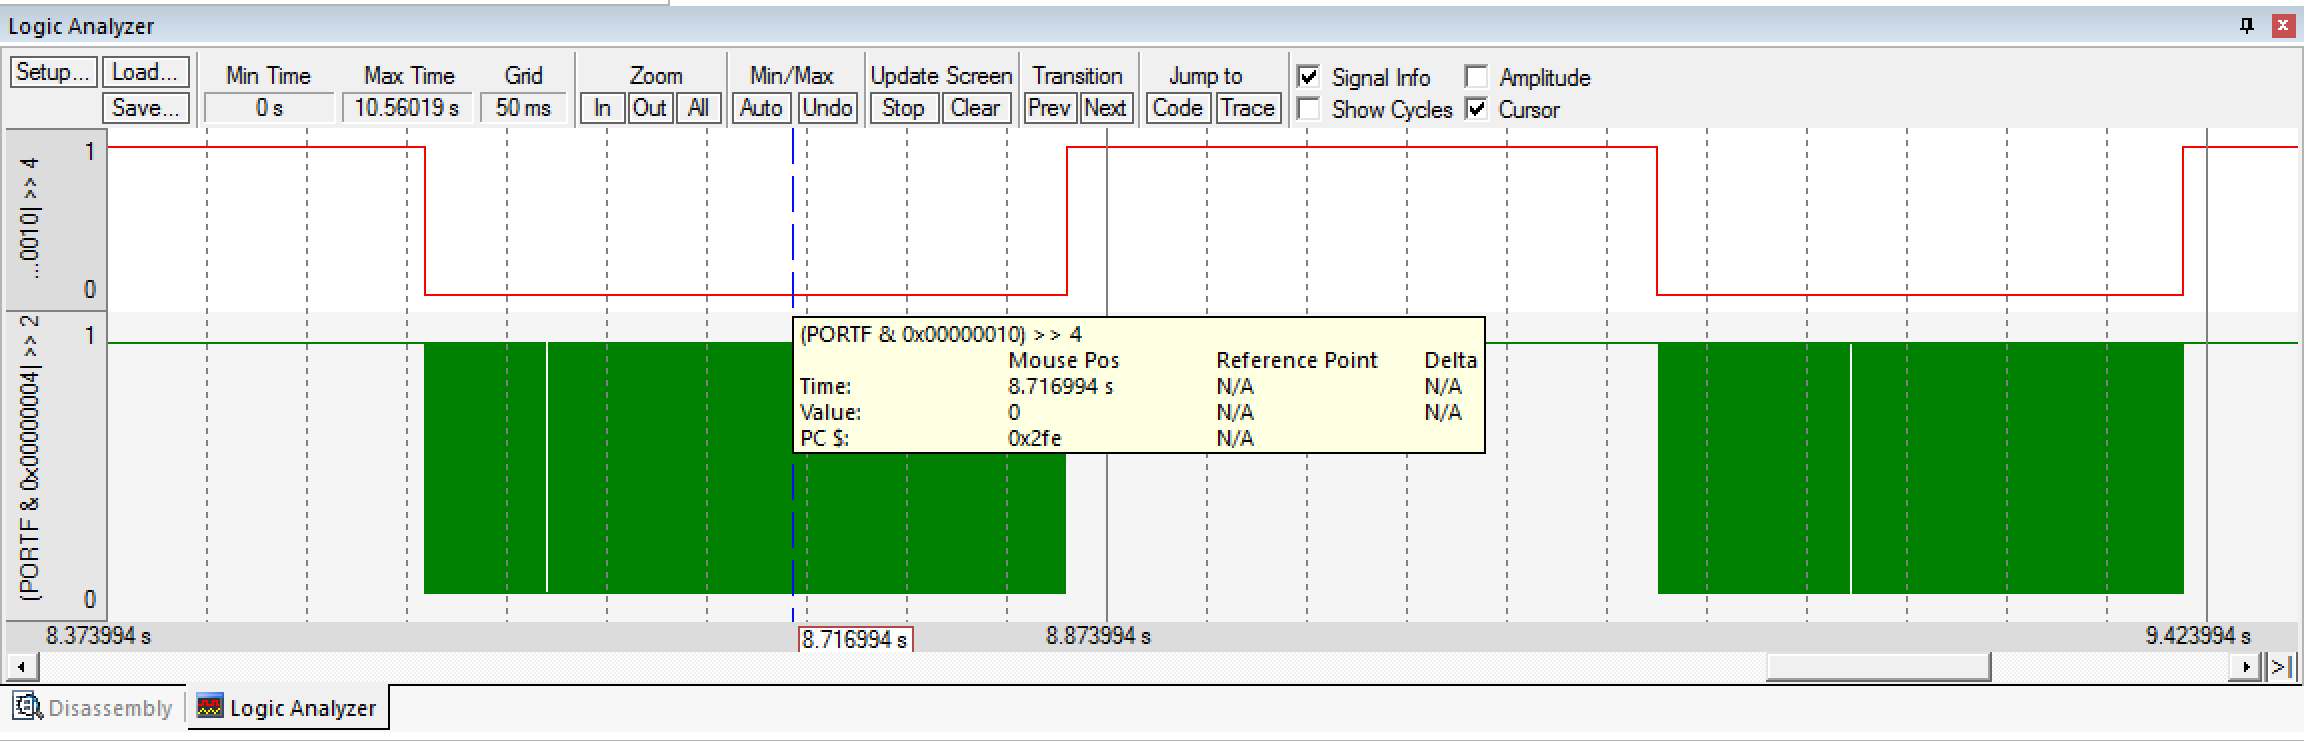 Logic Analyzer
Setup... Load... Min Time Max Time Grid Zoom Min/Max Update Screen Transition Jump to Signal Info Amplitude
Save... 0 s 10.56019 s 50 ms In Out All Auto Undo Stop Clear Prev Next Code Trace Show Cycles Cursor
...0010) >> 4
1
0
(PORTF & 0x00000004) >> 2
1
0
(PORTF & 0x00000010) >> 4
Mouse Pos Reference Point Delta
Time: 8.716994 s N/A N/A
Value: 0 N/A N/A
PC $: 0x2fe N/A
8.373994 s 8.716994 s 8.873994 s 9.423994 s
>|
Disassembly Logic Analyzer